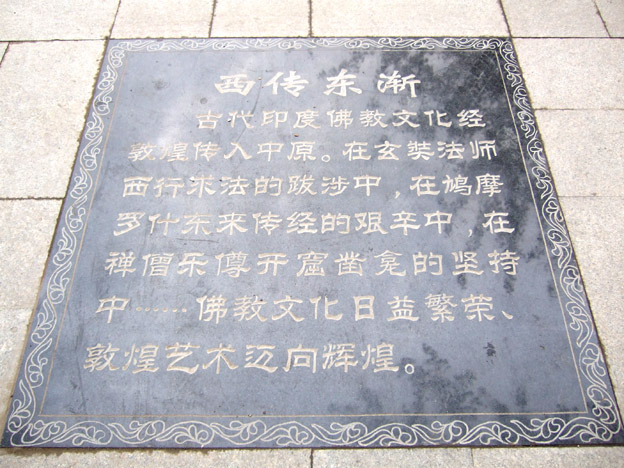 西传东渐
古代印度佛教文化经
敦煌传入中原。在玄奘法师
西行求法的跋涉中，在鸠摩
罗什东来传经的艰辛中，在
禅僧乐僔开窟凿龛的坚持
中……佛教文化日益繁荣、
敦煌艺术迈向辉煌。